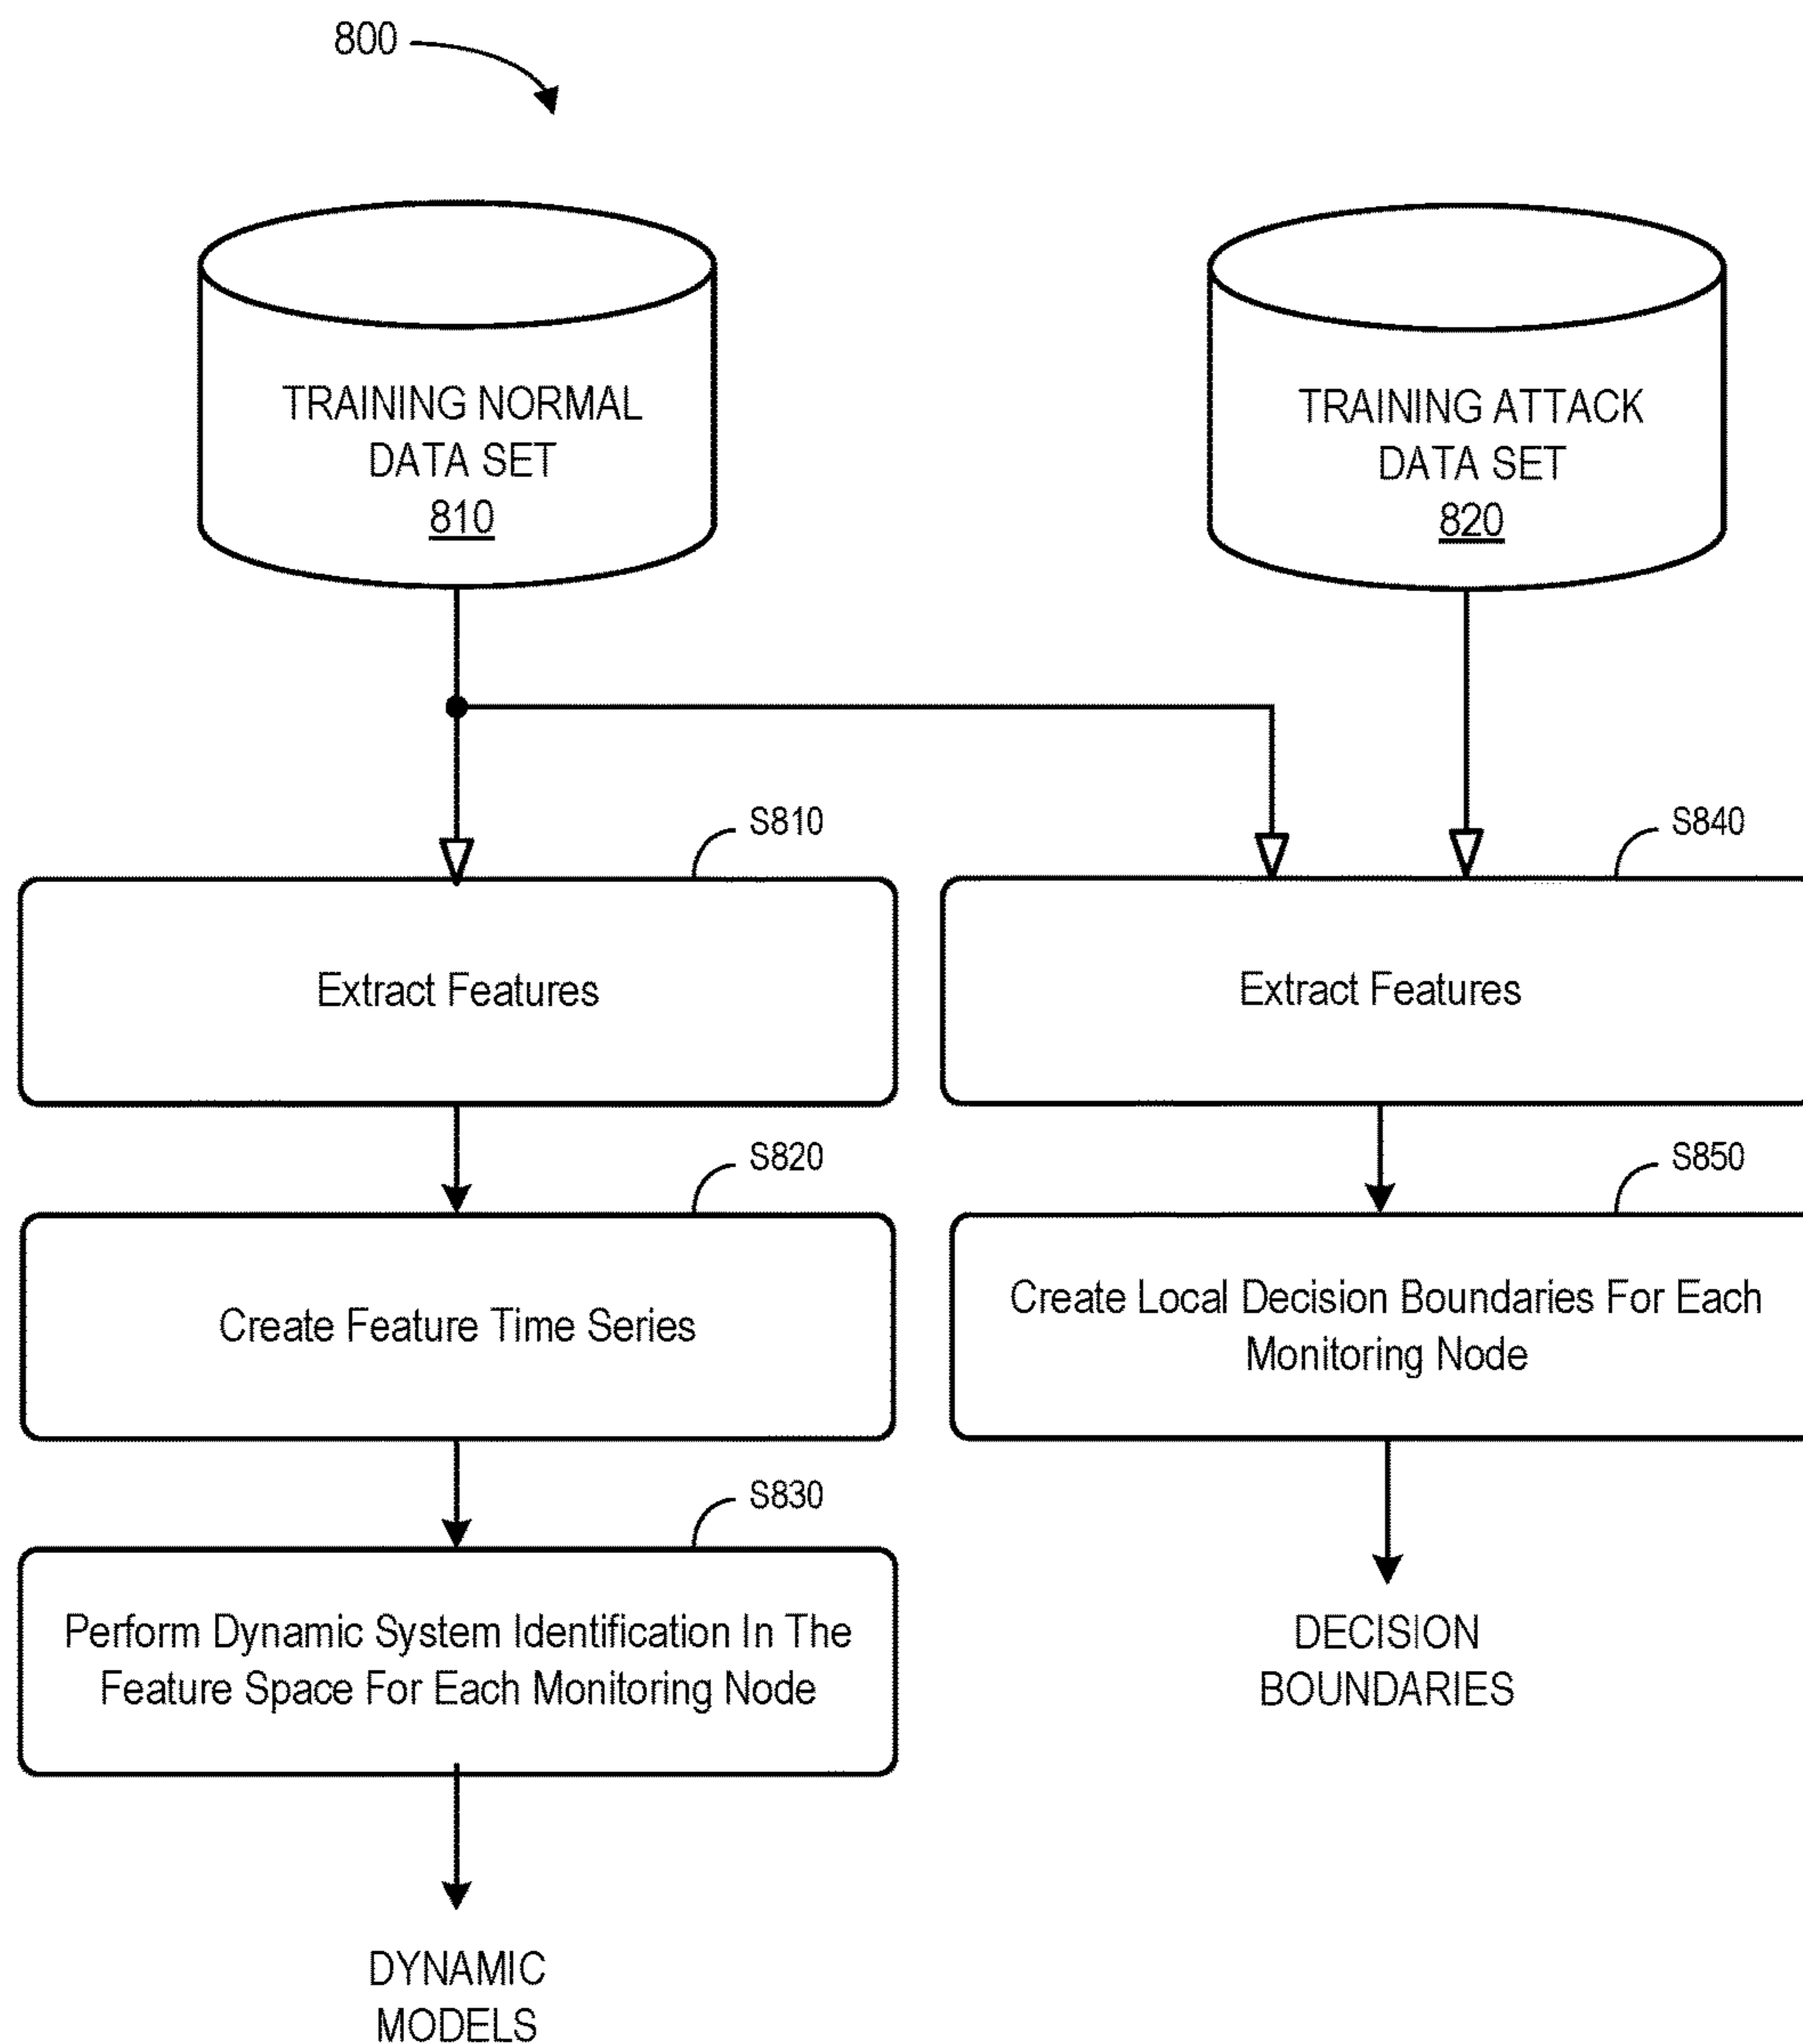 800
TRAINING NORMAL
DATA SET
810
TRAINING ATTACK
DATA SET
820
S810
Extract Features
S840
Extract Features
S820
Create Feature Time Series
S850
Create Local Decision Boundaries For Each
Monitoring Node
S830
Perform Dynamic System Identification In The
Feature Space For Each Monitoring Node
DECISION
BOUNDARIES
DYNAMIC
MODELS